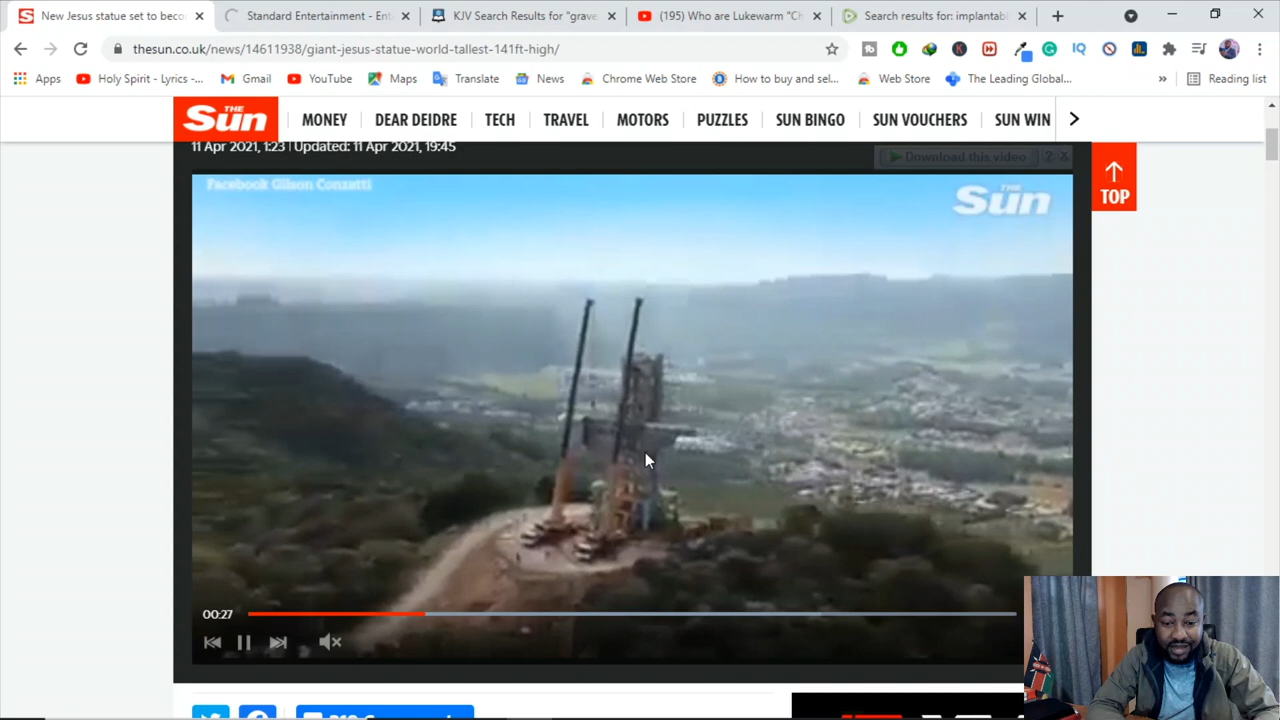 New Jesus statue set to beco
Standard Entertainment - Ent
KJV Search Results for "grave
(195) Who are Lukewarm "Ch
Search results for: implantabl
thesun.co.uk/news/14611938/giant-jesus-statue-world-tallest-141ft-high/
Apps
Holy Spirit - Lyrics -...
Gmail
YouTube
Maps
Translate
News
Chrome Web Store
How to buy and sel...
Web Store
The Leading Global...
»
Reading list
THE Sun
MONEY
DEAR DEIDRE
TECH
TRAVEL
MOTORS
PUZZLES
SUN BINGO
SUN VOUCHERS
SUN WIN
11 Apr 2021, 1:23 | Updated: 11 Apr 2021, 19:45
Download this video ? X
TOP
Facebook Gilson Conzatti
THE Sun
00:27